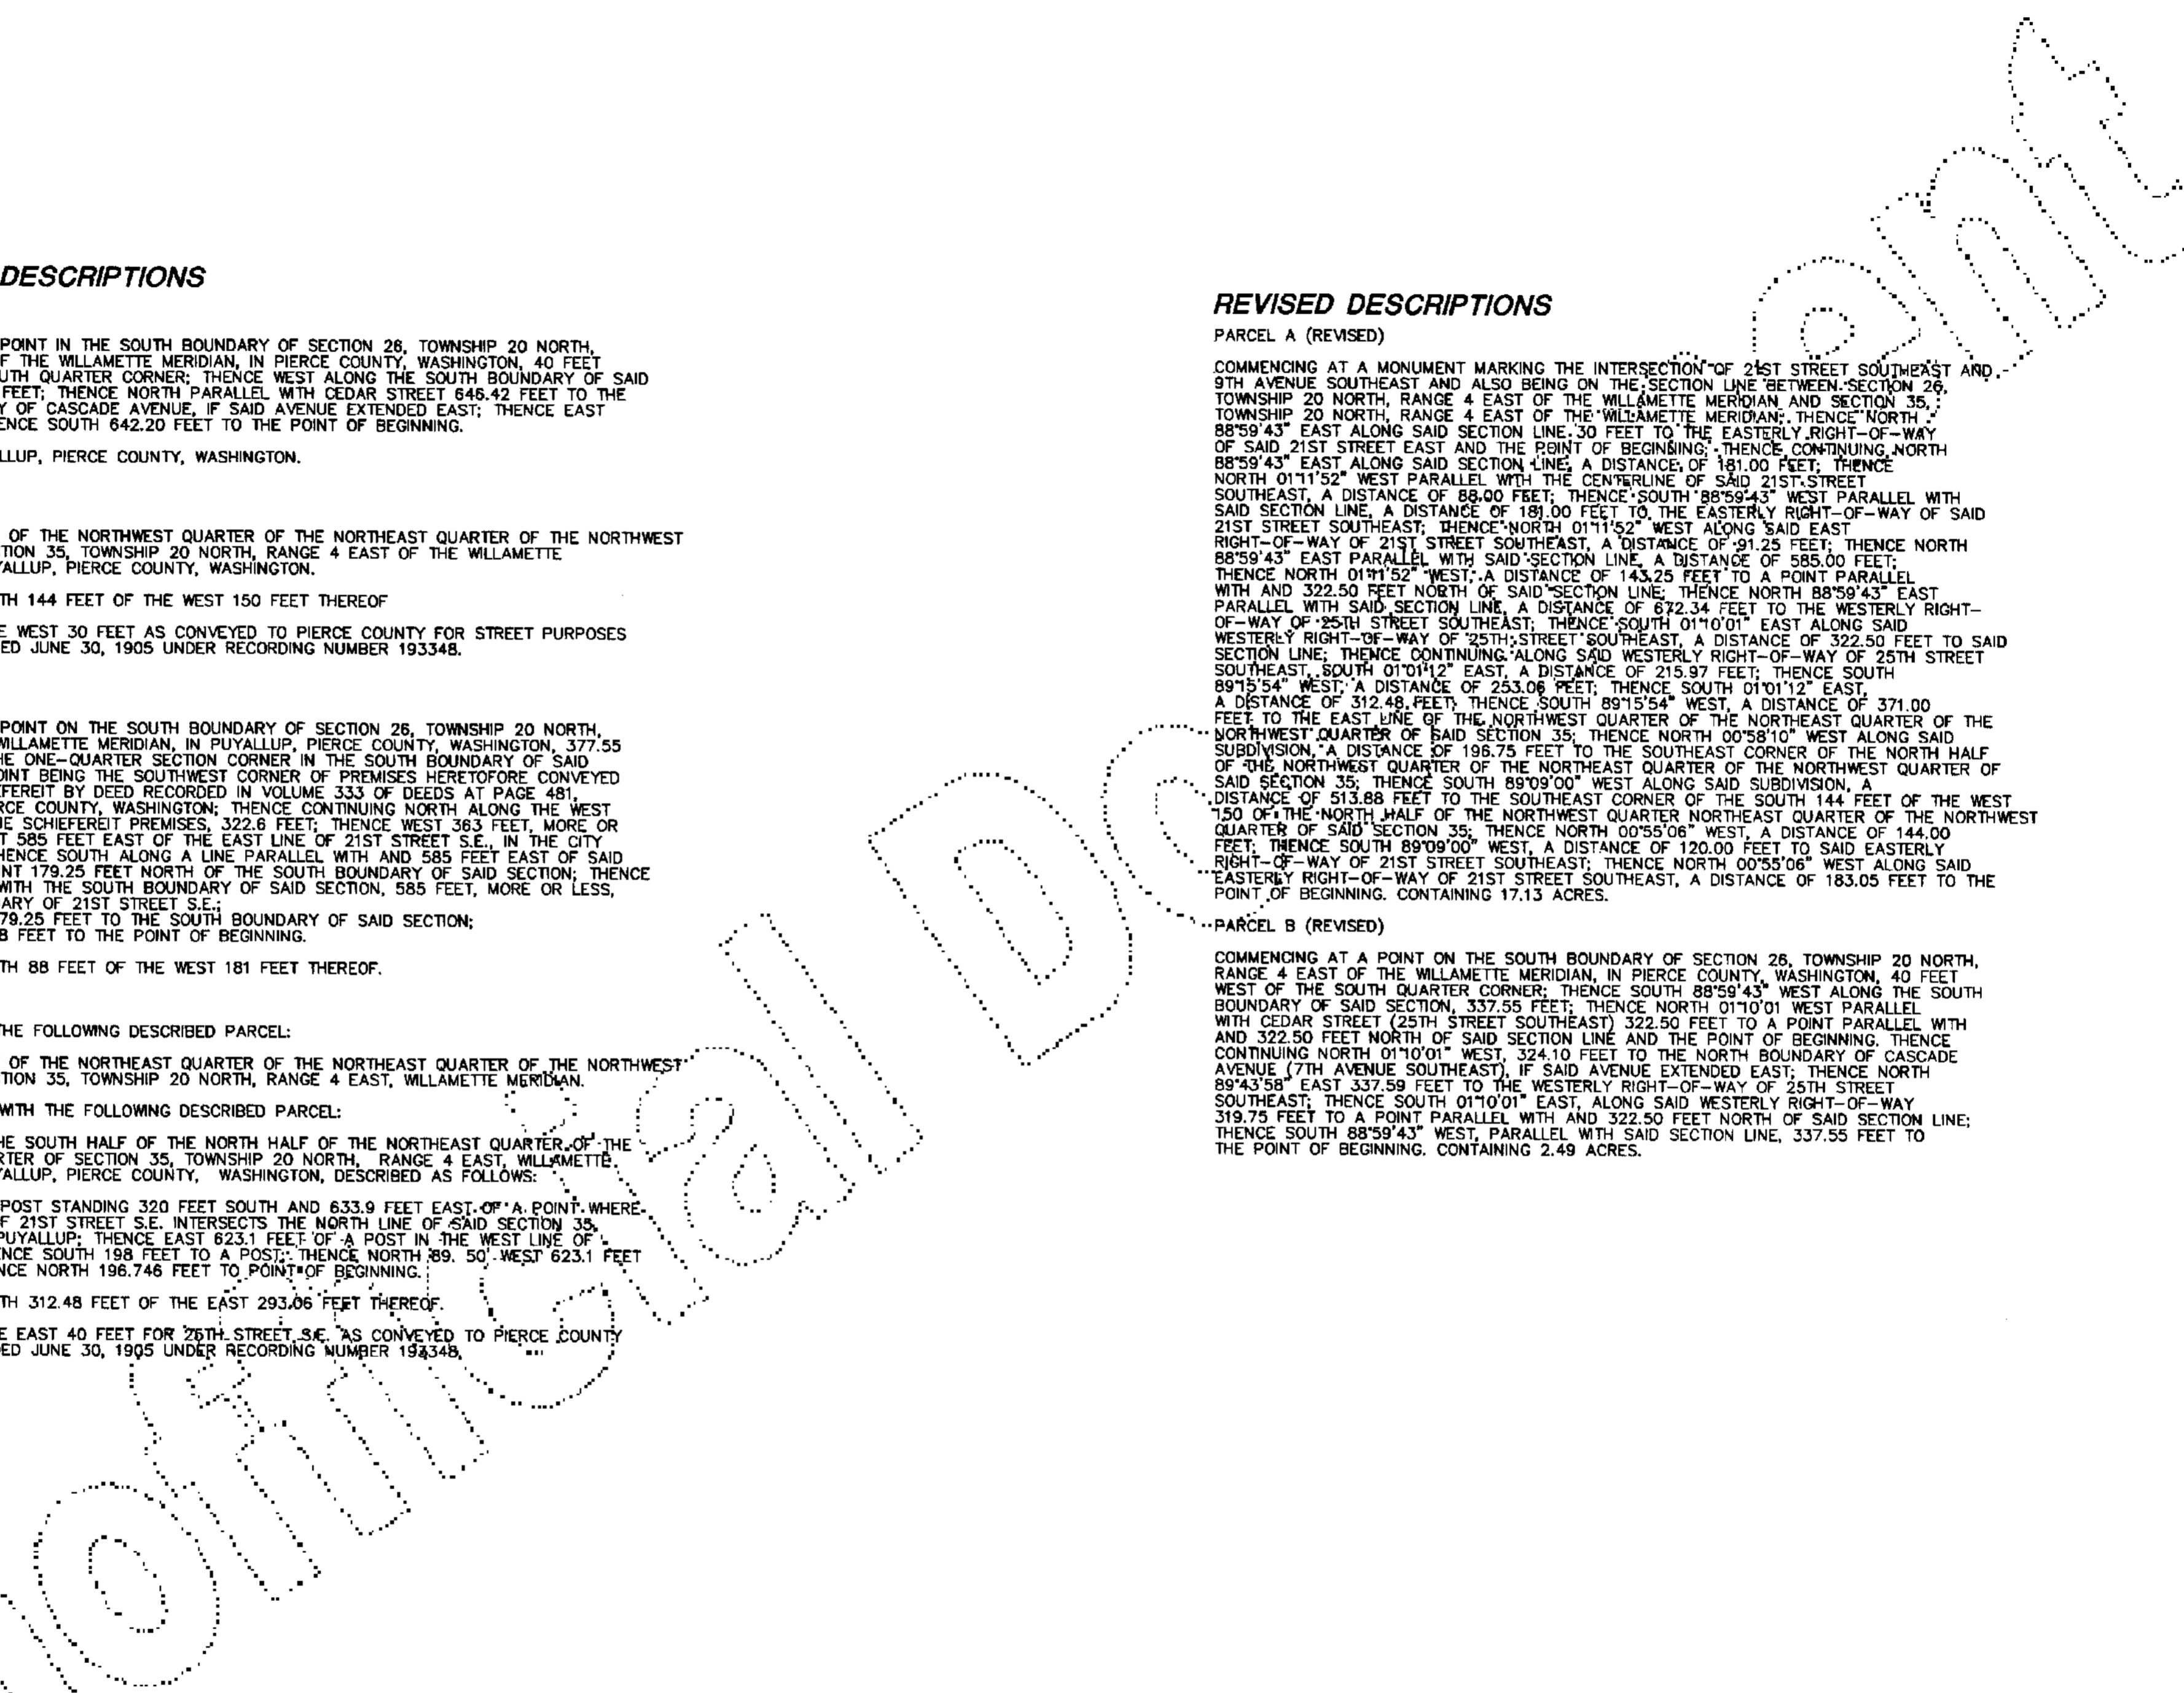 DESCRIPTIONS
POINT IN THE SOUTH BOUNDARY OF SECTION 26, TOWNSHIP 20 NORTH,
F THE WILLAMETTE MERIDIAN, IN PIERCE COUNTY, WASHINGTON, 40 FEET
UTH QUARTER CORNER; THENCE WEST ALONG THE SOUTH BOUNDARY OF SAID
FEET; THENCE NORTH PARALLEL WITH CEDAR STREET 646.42 FEET TO THE
Y OF CASCADE AVENUE, IF SAID AVENUE EXTENDED EAST; THENCE EAST
ENCE SOUTH 642.20 FEET TO THE POINT OF BEGINNING.
LLUP, PIERCE COUNTY, WASHINGTON.
OF THE NORTHWEST QUARTER OF THE NORTHEAST QUARTER OF THE NORTHWEST
TION 35, TOWNSHIP 20 NORTH, RANGE 4 EAST OF THE WILLAMETTE
ALLUP, PIERCE COUNTY, WASHINGTON.
TH 144 FEET OF THE WEST 150 FEET THEREOF
E WEST 30 FEET AS CONVEYED TO PIERCE COUNTY FOR STREET PURPOSES
ED JUNE 30, 1905 UNDER RECORDING NUMBER 193348.
POINT ON THE SOUTH BOUNDARY OF SECTION 26, TOWNSHIP 20 NORTH,
WILLAMETTE MERIDIAN, IN PUYALLUP, PIERCE COUNTY, WASHINGTON, 377.55
HE ONE-QUARTER SECTION CORNER IN THE SOUTH BOUNDARY OF SAID
OINT BEING THE SOUTHWEST CORNER OF PREMISES HERETOFORE CONVEYED
EFEREIT BY DEED RECORDED IN VOLUME 333 OF DEEDS AT PAGE 481,
RCE COUNTY, WASHINGTON; THENCE CONTINUING NORTH ALONG THE WEST
HE SCHIEFEREIT PREMISES, 322.6 FEET; THENCE WEST 363 FEET, MORE OR
T 585 FEET EAST OF THE EAST LINE OF 21ST STREET S.E., IN THE CITY
HENCE SOUTH ALONG A LINE PARALLEL WITH AND 585 FEET EAST OF SAID
NT 179.25 FEET NORTH OF THE SOUTH BOUNDARY OF SAID SECTION; THENCE
WITH THE SOUTH BOUNDARY OF SAID SECTION, 585 FEET, MORE OR LESS,
ARY OF 21ST STREET S.E.;
79.25 FEET TO THE SOUTH BOUNDARY OF SAID SECTION;
8 FEET TO THE POINT OF BEGINNING.
TH 88 FEET OF THE WEST 181 FEET THEREOF.
THE FOLLOWING DESCRIBED PARCEL:
OF THE NORTHEAST QUARTER OF THE NORTHEAST QUARTER OF THE NORTHWEST
TION 35, TOWNSHIP 20 NORTH, RANGE 4 EAST, WILLAMETTE MERIDIAN.
WITH THE FOLLOWING DESCRIBED PARCEL:
HE SOUTH HALF OF THE NORTH HALF OF THE NORTHEAST QUARTER OF THE
RTER OF SECTION 35, TOWNSHIP 20 NORTH, RANGE 4 EAST, WILLAMETTE
ALLUP, PIERCE COUNTY, WASHINGTON, DESCRIBED AS FOLLOWS:
POST STANDING 320 FEET SOUTH AND 633.9 FEET EAST OF A POINT WHERE
F 21ST STREET S.E. INTERSECTS THE NORTH LINE OF SAID SECTION 35,
PUYALLUP; THENCE EAST 623.1 FEET OF A POST IN THE WEST LINE OF
NCE SOUTH 198 FEET TO A POST; THENCE NORTH 89. 50' WEST 623.1 FEET
NCE NORTH 196.746 FEET TO POINT OF BEGINNING.
TH 312.48 FEET OF THE EAST 293.06 FEET THEREOF.
E EAST 40 FEET FOR 25TH STREET S.E. AS CONVEYED TO PIERCE COUNTY
ED JUNE 30, 1905 UNDER RECORDING NUMBER 193348.
REVISED DESCRIPTIONS
PARCEL A (REVISED)
COMMENCING AT A MONUMENT MARKING THE INTERSECTION OF 21ST STREET SOUTHEAST AND
9TH AVENUE SOUTHEAST AND ALSO BEING ON THE SECTION LINE BETWEEN SECTION 26,
TOWNSHIP 20 NORTH, RANGE 4 EAST OF THE WILLAMETTE MERIDIAN AND SECTION 35,
TOWNSHIP 20 NORTH, RANGE 4 EAST OF THE WILLAMETTE MERIDIAN; THENCE NORTH
88°59'43" EAST ALONG SAID SECTION LINE 30 FEET TO THE EASTERLY RIGHT-OF-WAY
OF SAID 21ST STREET EAST AND THE POINT OF BEGINNING; THENCE CONTINUING NORTH
88°59'43" EAST ALONG SAID SECTION LINE, A DISTANCE OF 181.00 FEET; THENCE
NORTH 01°11'52" WEST PARALLEL WITH THE CENTERLINE OF SAID 21ST STREET
SOUTHEAST, A DISTANCE OF 88.00 FEET; THENCE SOUTH 88°59'43" WEST PARALLEL WITH
SAID SECTION LINE, A DISTANCE OF 181.00 FEET TO THE EASTERLY RIGHT-OF-WAY OF SAID
21ST STREET SOUTHEAST; THENCE NORTH 01°11'52" WEST ALONG SAID EAST
RIGHT-OF-WAY OF 21ST STREET SOUTHEAST, A DISTANCE OF 91.25 FEET; THENCE NORTH
88°59'43" EAST PARALLEL WITH SAID SECTION LINE, A DISTANCE OF 585.00 FEET;
THENCE NORTH 01°11'52" WEST, A DISTANCE OF 143.25 FEET TO A POINT PARALLEL
WITH AND 322.50 FEET NORTH OF SAID SECTION LINE; THENCE NORTH 88°59'43" EAST
PARALLEL WITH SAID SECTION LINE, A DISTANCE OF 672.34 FEET TO THE WESTERLY RIGHT-
OF-WAY OF 25TH STREET SOUTHEAST; THENCE SOUTH 01°10'01" EAST ALONG SAID
WESTERLY RIGHT-OF-WAY OF 25TH STREET SOUTHEAST, A DISTANCE OF 322.50 FEET TO SAID
SECTION LINE; THENCE CONTINUING ALONG SAID WESTERLY RIGHT-OF-WAY OF 25TH STREET
SOUTHEAST, SOUTH 01°01'12" EAST, A DISTANCE OF 215.97 FEET; THENCE SOUTH
89°15'54" WEST, A DISTANCE OF 253.06 FEET; THENCE SOUTH 01°01'12" EAST,
A DISTANCE OF 312.48 FEET; THENCE SOUTH 89°15'54" WEST, A DISTANCE OF 371.00
FEET TO THE EAST LINE OF THE NORTHWEST QUARTER OF THE NORTHEAST QUARTER OF THE
NORTHWEST QUARTER OF SAID SECTION 35; THENCE NORTH 00°58'10" WEST ALONG SAID
SUBDIVISION, A DISTANCE OF 196.75 FEET TO THE SOUTHEAST CORNER OF THE NORTH HALF
OF THE NORTHWEST QUARTER OF THE NORTHEAST QUARTER OF THE NORTHWEST QUARTER OF
SAID SECTION 35; THENCE SOUTH 89°09'00" WEST ALONG SAID SUBDIVISION, A
DISTANCE OF 513.88 FEET TO THE SOUTHEAST CORNER OF THE SOUTH 144 FEET OF THE WEST
150 OF THE NORTH HALF OF THE NORTHWEST QUARTER NORTHEAST QUARTER OF THE NORTHWEST
QUARTER OF SAID SECTION 35; THENCE NORTH 00°55'06" WEST, A DISTANCE OF 144.00
FEET; THENCE SOUTH 89°09'00" WEST, A DISTANCE OF 120.00 FEET TO SAID EASTERLY
RIGHT-OF-WAY OF 21ST STREET SOUTHEAST; THENCE NORTH 00°55'06" WEST ALONG SAID
EASTERLY RIGHT-OF-WAY OF 21ST STREET SOUTHEAST, A DISTANCE OF 183.05 FEET TO THE
POINT OF BEGINNING. CONTAINING 17.13 ACRES.
PARCEL B (REVISED)
COMMENCING AT A POINT ON THE SOUTH BOUNDARY OF SECTION 26, TOWNSHIP 20 NORTH,
RANGE 4 EAST OF THE WILLAMETTE MERIDIAN, IN PIERCE COUNTY, WASHINGTON, 40 FEET
WEST OF THE SOUTH QUARTER CORNER; THENCE SOUTH 88°59'43" WEST ALONG THE SOUTH
BOUNDARY OF SAID SECTION, 337.55 FEET; THENCE NORTH 01°10'01 WEST PARALLEL
WITH CEDAR STREET (25TH STREET SOUTHEAST) 322.50 FEET TO A POINT PARALLEL WITH
AND 322.50 FEET NORTH OF SAID SECTION LINE AND THE POINT OF BEGINNING. THENCE
CONTINUING NORTH 01°10'01" WEST, 324.10 FEET TO THE NORTH BOUNDARY OF CASCADE
AVENUE (7TH AVENUE SOUTHEAST), IF SAID AVENUE EXTENDED EAST; THENCE NORTH
89°43'58" EAST 337.59 FEET TO THE WESTERLY RIGHT-OF-WAY OF 25TH STREET
SOUTHEAST; THENCE SOUTH 01°10'01" EAST, ALONG SAID WESTERLY RIGHT-OF-WAY
319.75 FEET TO A POINT PARALLEL WITH AND 322.50 FEET NORTH OF SAID SECTION LINE;
THENCE SOUTH 88°59'43" WEST, PARALLEL WITH SAID SECTION LINE, 337.55 FEET TO
THE POINT OF BEGINNING. CONTAINING 2.49 ACRES.